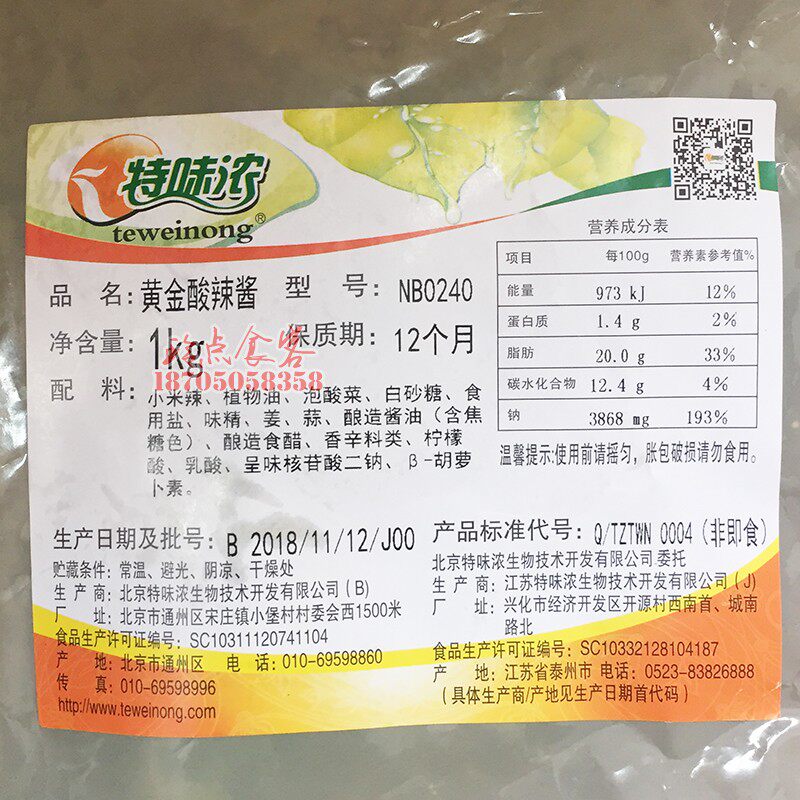 特味浓
teweinong®
品 名:黄金酸辣酱 型 号: NB0240
净含量: 1kg 保质期: 12个月
点食客
18705058358
配 料: 小米辣、植物油、泡酸菜、白砂糖、食
用盐、味精、姜、蒜、酿造酱油（含焦
糖色）、酿造食醋、香辛料类、柠檬
酸、乳酸、呈味核苷酸二钠、β-胡萝
卜素。
营养成分表
项目 每100g 营养素参考值%
能量 973 kJ 12%
蛋白质 1.4 g 2%
脂肪 20.0 g 33%
碳水化合物 12.4 g 4%
钠 3868 mg 193%
温馨提示:使用前请摇匀，胀包破损请勿食用。
生产日期及批号: B 2018/11/12/J00
贮藏条件: 常温、避光、阴凉、干燥处
生 产 商: 北京特味浓生物技术开发有限公司（B）
厂 址: 北京市通州区宋庄镇小堡村村委会西1500米
食品生产许可证编号: SC10311120741104
产 地: 北京市通州区 电 话: 010-69598860
传 真: 010-69598996
http://www.teweinong.com
产品标准代号: Q/TZTWN 0004（非即食）
北京特味浓生物技术开发有限公司 委托
生 产 商: 江苏特味浓生物技术开发有限公司（J）
厂 址: 兴化市经济开发区开源村西南首、城南
路北
食品生产许可证编号: SC10332128104187
产 地: 江苏省泰州市 电话: 0523-83826888
（具体生产商/产地见生产日期首代码）